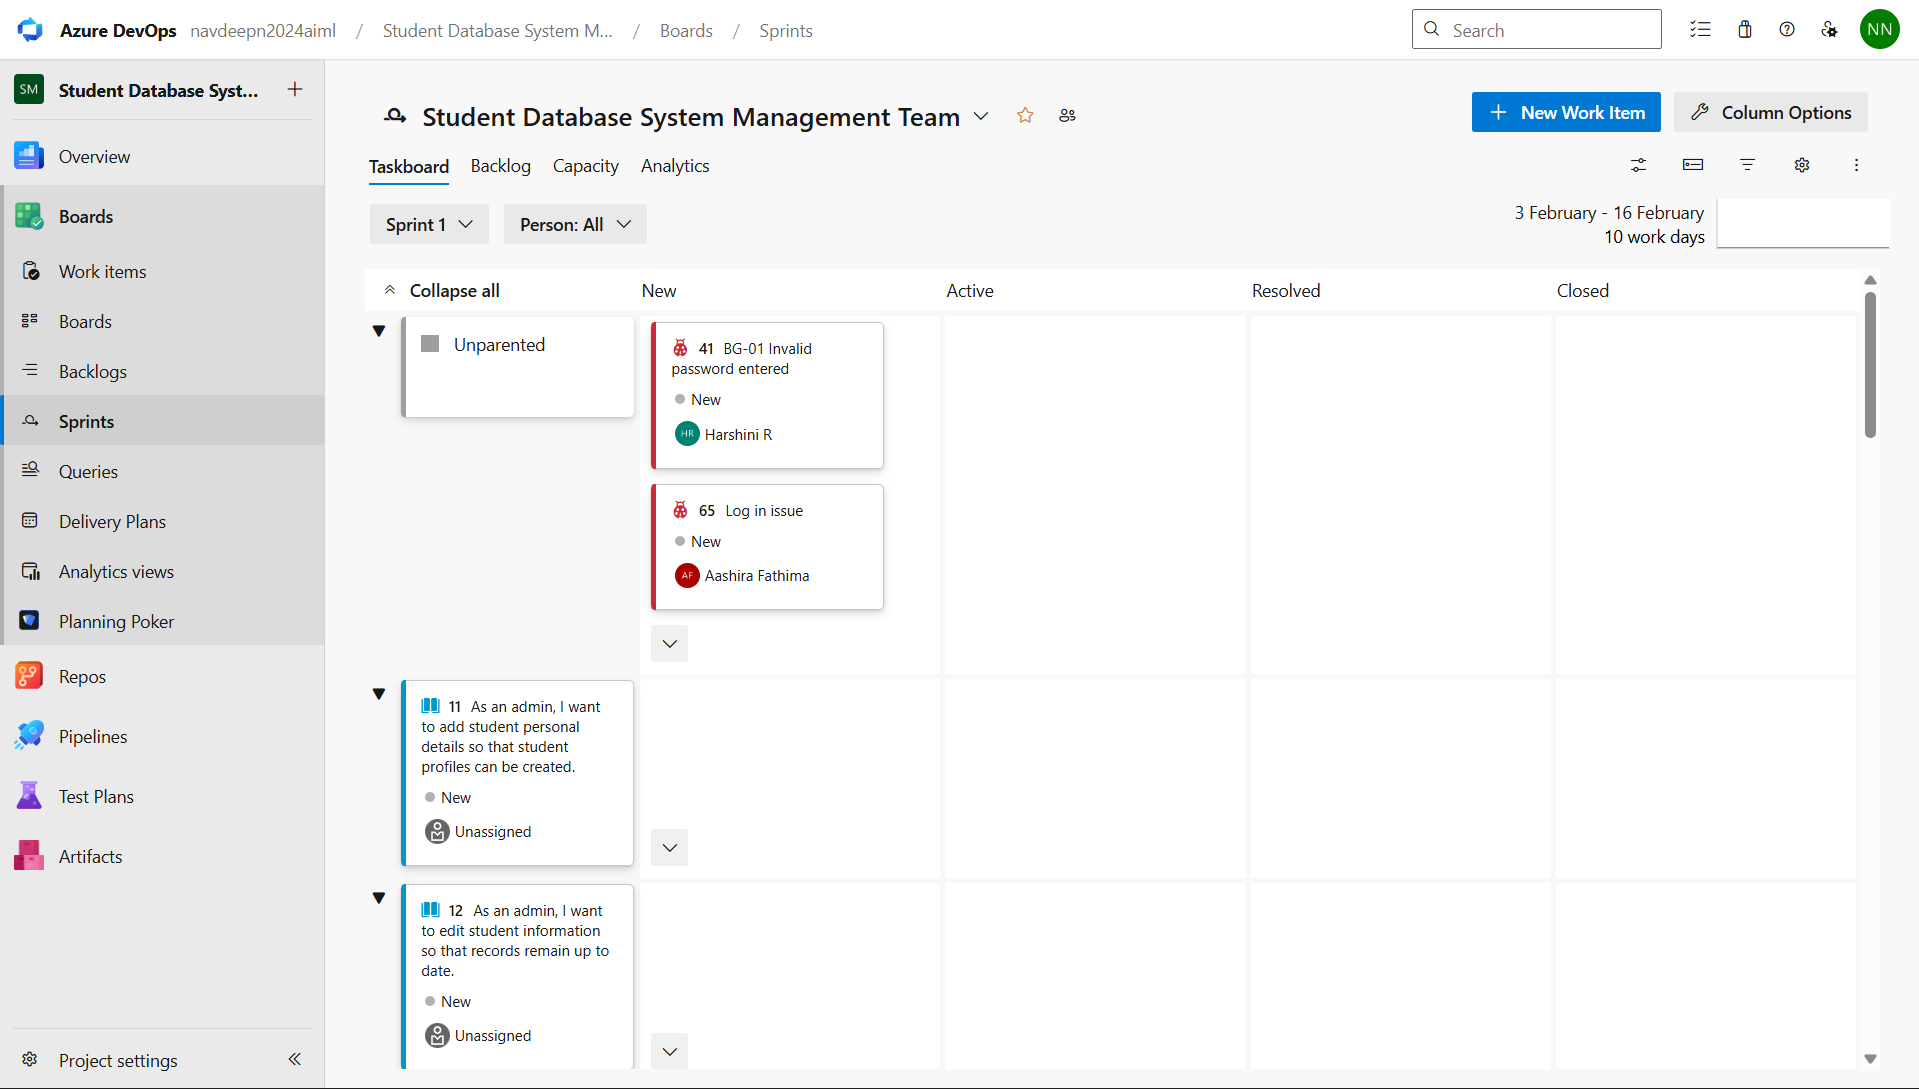 Azure DevOps navdeepn2024aiml / Student Database System M... / Boards / Sprints
Search
NN
SM Student Database Syst...
Overview
Boards
Work items
Boards
Backlogs
Sprints
Queries
Delivery Plans
Analytics views
Planning Poker
Repos
Pipelines
Test Plans
Artifacts
Project settings
Student Database System Management Team
New Work Item
Column Options
Taskboard Backlog Capacity Analytics
Sprint 1
Person: All
3 February - 16 February
10 work days
Collapse all New Active Resolved Closed
Unparented
41 BG-01 Invalid
password entered
New
HR Harshini R
65 Log in issue
New
AF Aashira Fathima
11 As an admin, I want
to add student personal
details so that student
profiles can be created.
New
Unassigned
12 As an admin, I want
to edit student information
so that records remain up to
date.
New
Unassigned